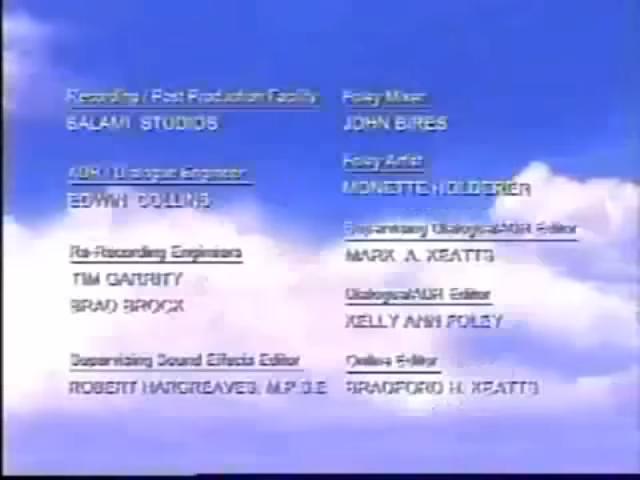 Recording / Post Production Facility
SALAMI STUDIOS
ADR / Dialogue Engineer
EDWIN COLLINS
Re-Recording Engineers
TIM GARRITY
BRAD BROCK
Supervising Sound Effects Editor
ROBERT HARGREAVES, M.P.S.E
Foley Mixer
JOHN BIRES
Foley Artist
MONETTE HOLDERER
Supervising Dialogue/ADR Editor
MARK A. KEATTS
Dialogue/ADR Editor
KELLY ANN FOLEY
Online Editor
BRADFORD H. KEATTS